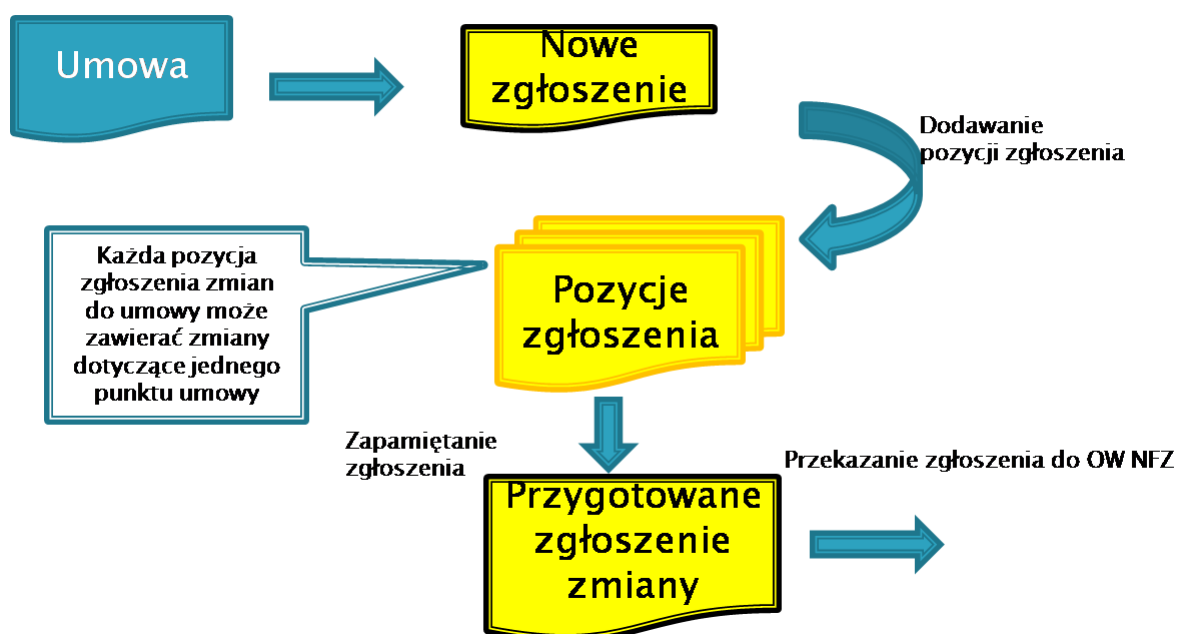 Umowa
Nowe
zgłoszenie
Dodawanie
pozycji zgłoszenia
Każda pozycja
zgłoszenia zmian
do umowy może
zawierać zmiany
dotyczące jednego
punktu umowy
Pozycje
zgłoszenia
Zapamiętanie
zgłoszenia
Przekazanie zgłoszenia do OW NFZ
Przygotowane
zgłoszenie
zmiany